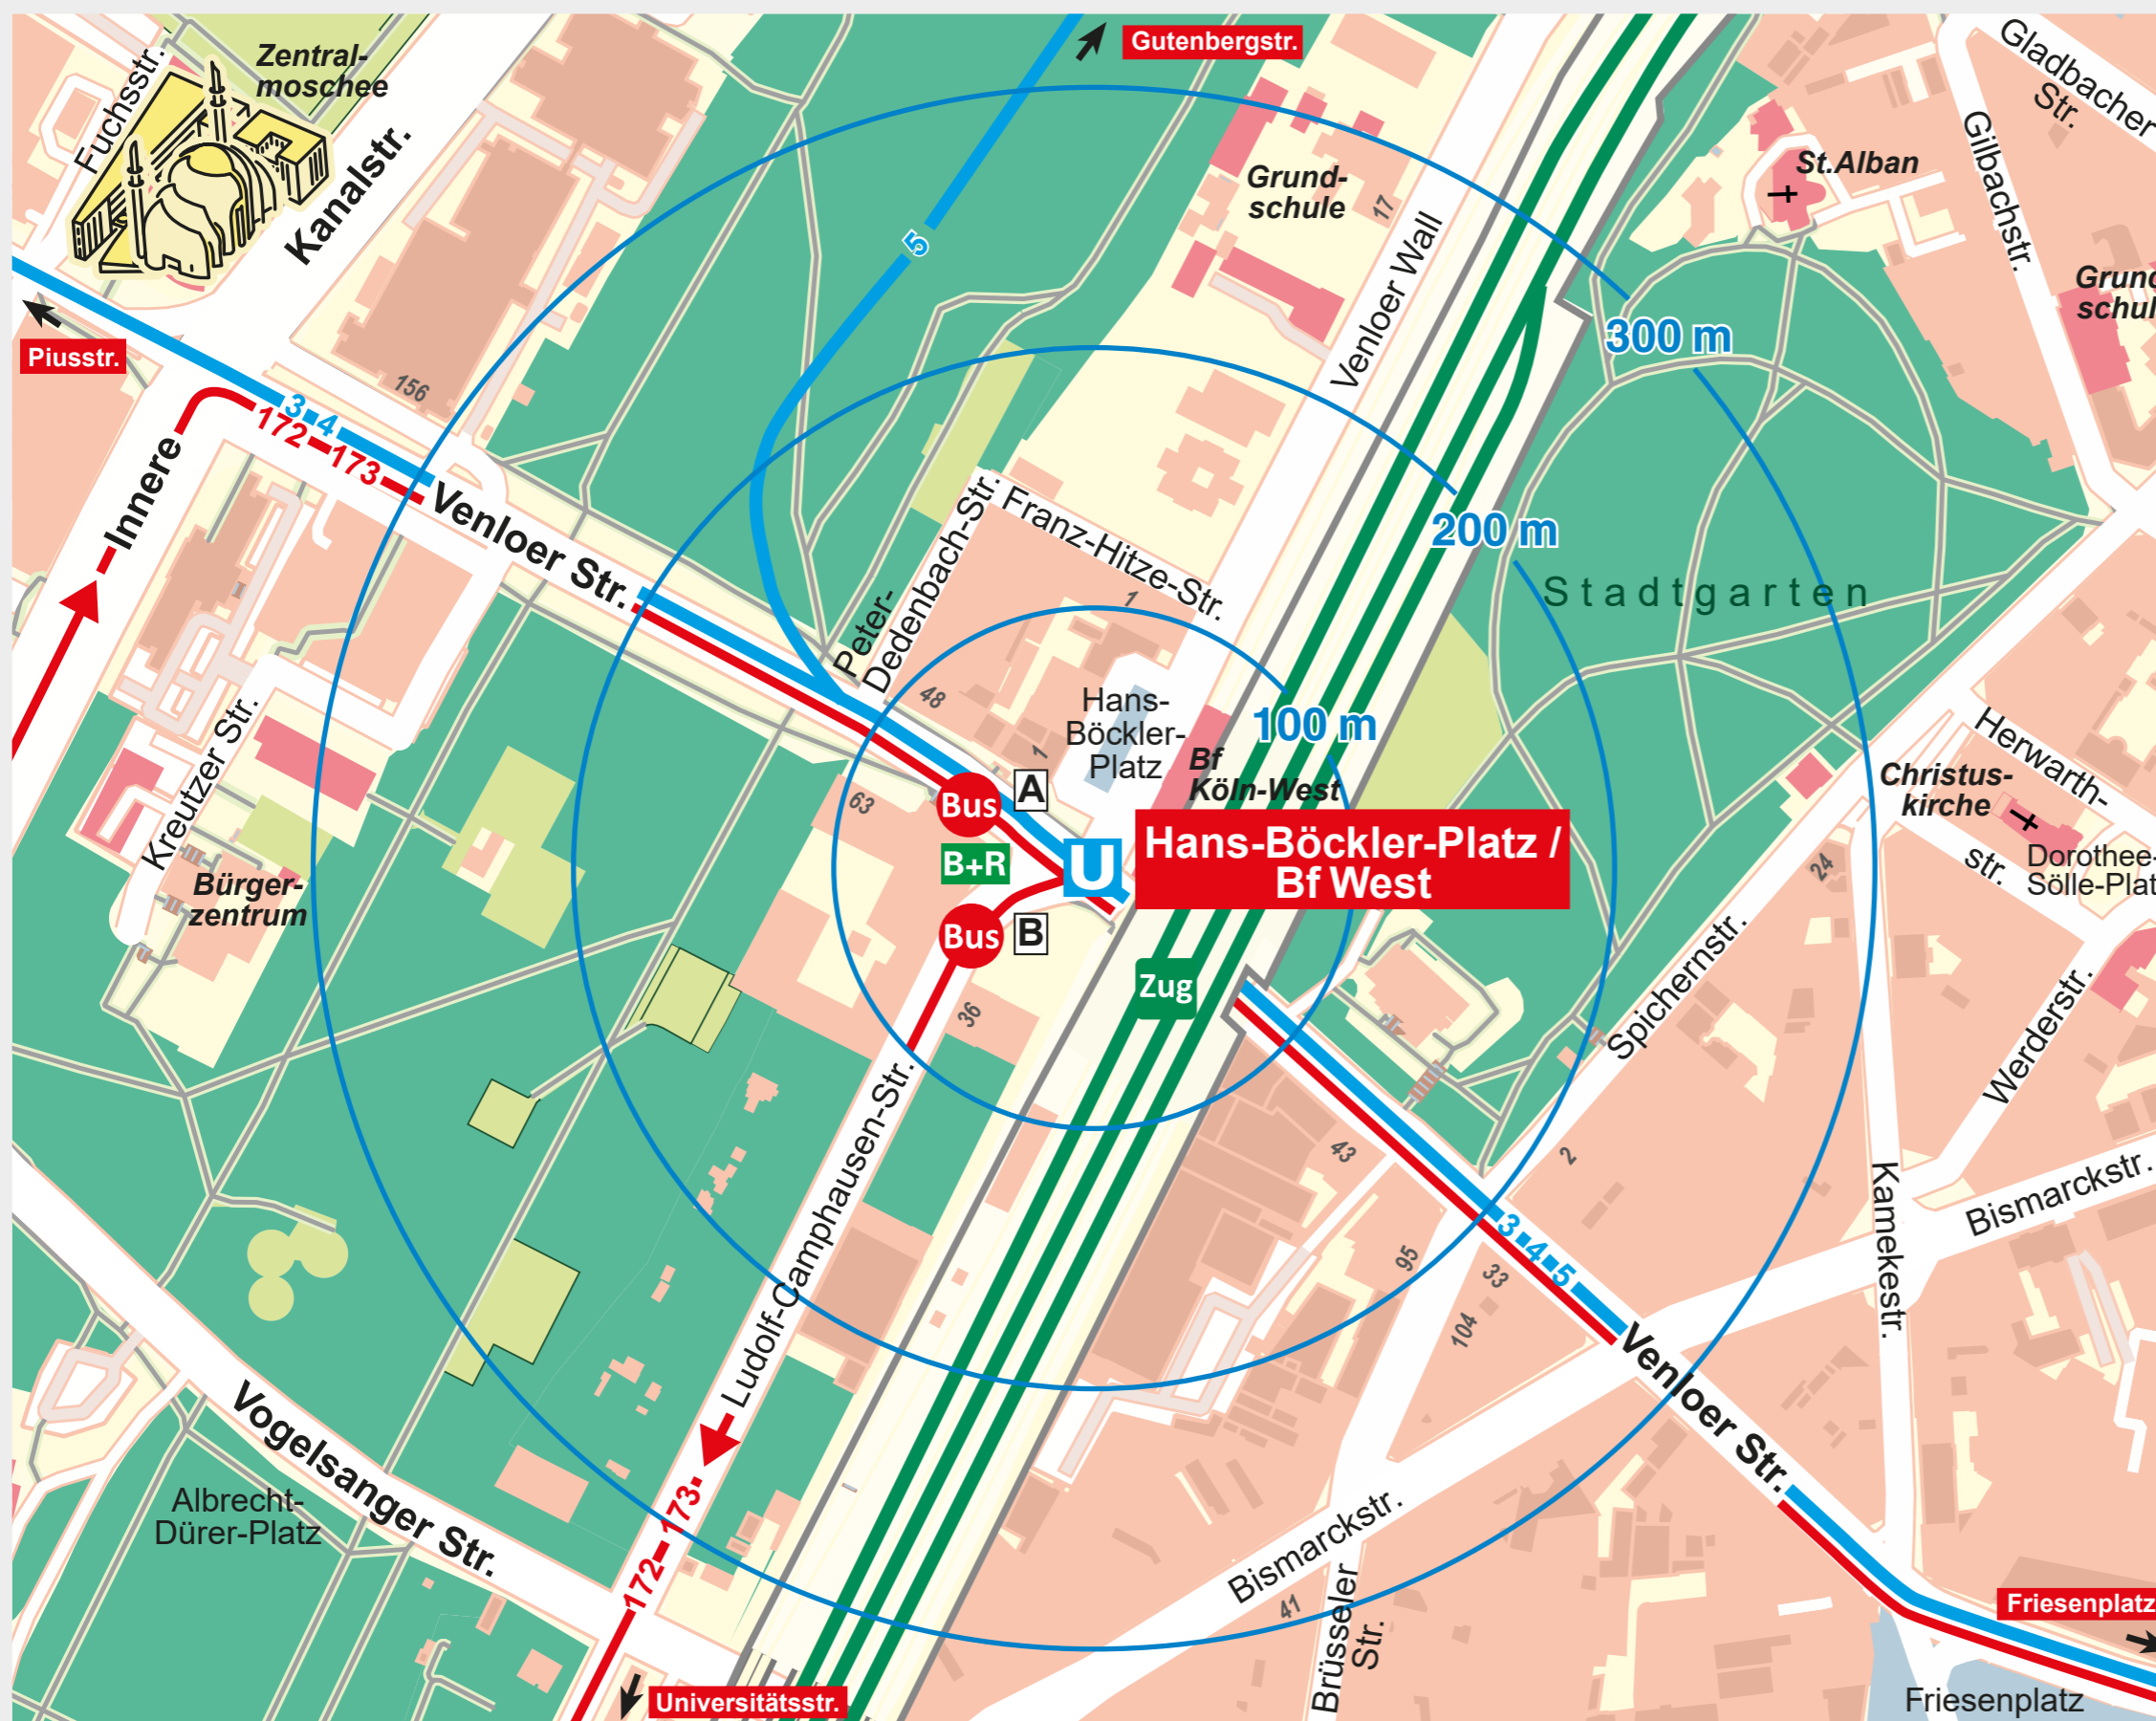 Gutenbergstr.
Zentral-
moschee
Fuchsstr.
Kanalstr.
Gladbacher
Str.
Gilbachstr.
St.Alban
Grund-
schule
17
Venloer Wall
5
Grund
schul
300 m
Piusstr.
156
3 4
172 173
Innere
Venloer Str.
200 m
Stadtgarten
Peter-
Dedenbach-Str.
Franz-Hitze-Str.
1
48
1
Hans-
Böckler-
Platz
100 m
Bf
Köln-West
Kreutzer Str.
Herwarth-
str.
Christus-
kirche
63
Bus
A
B+R
U
Hans-Böckler-Platz /
Bf West
24
Dorothee-
Sölle-Plat
Bürger-
zentrum
Bus
B
Zug
36
Spichernstr.
Werderstr.
43
2
Ludolf-Camphausen-Str.
Kamekestr.
Bismarckstr.
3 4 5
95
33
104
Venloer Str.
Vogelsanger Str.
Albrecht-
Dürer-Platz
172 173
Bismarckstr.
41
Brüsseler
Str.
Friesenplatz
Universitätsstr.
Friesenplatz